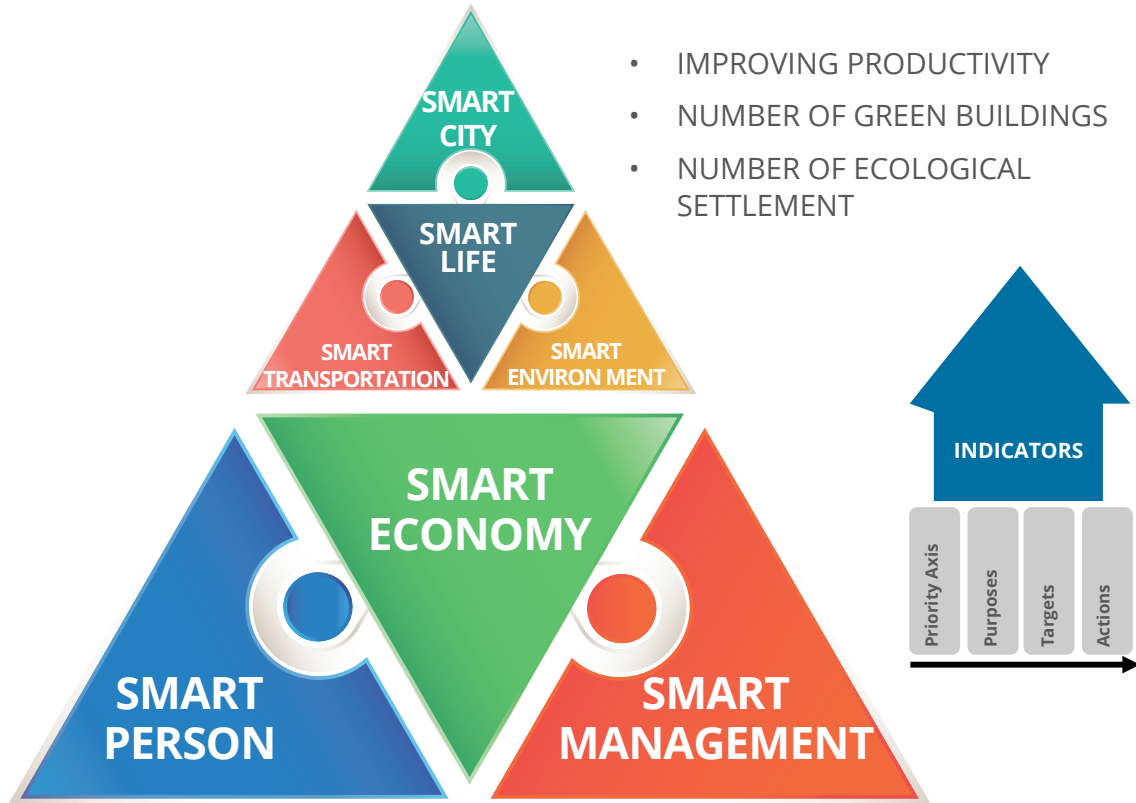 SMART
CITY
• IMPROVING PRODUCTIVITY
• NUMBER OF GREEN BUILDINGS
• NUMBER OF ECOLOGICAL
SETTLEMENT
SMART
LIFE
SMART
TRANSPORTATION
SMART
ENVIRON MENT
SMART
ECONOMY
SMART
PERSON
SMART
MANAGEMENT
INDICATORS
Priority Axis
Purposes
Targets
Actions